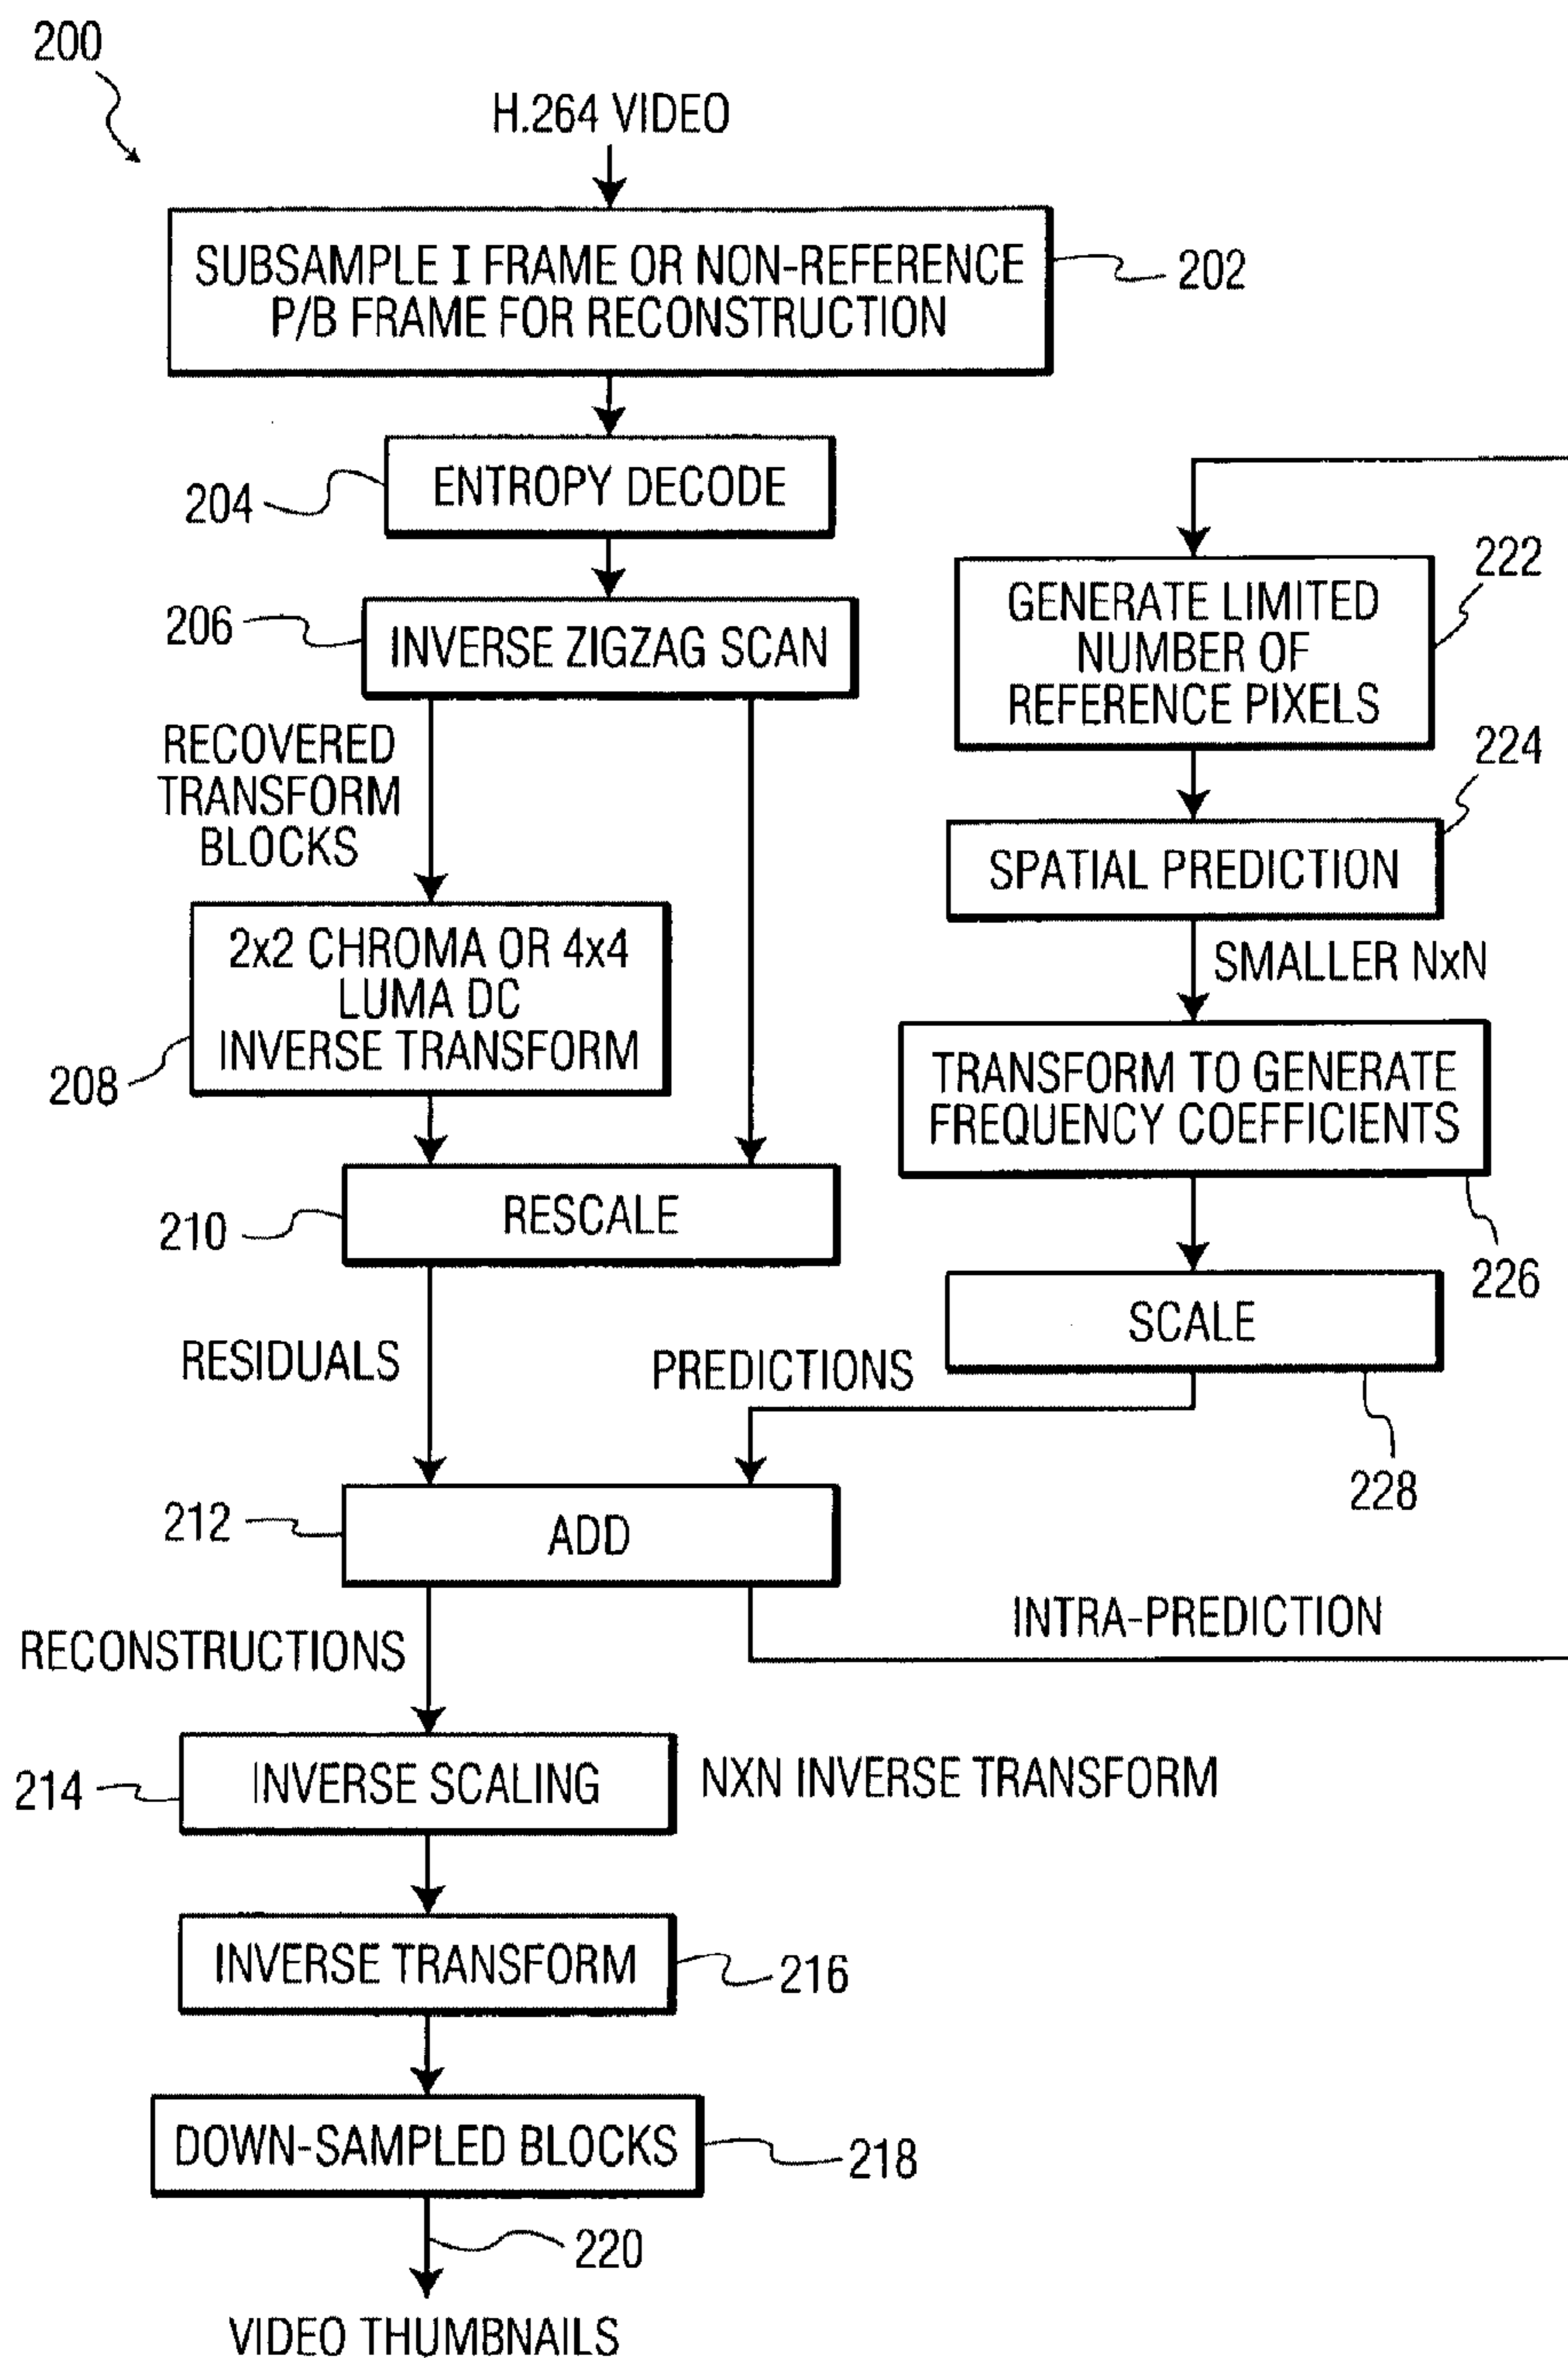 200
H.264 VIDEO
SUBSAMPLE I FRAME OR NON-REFERENCE
P/B FRAME FOR RECONSTRUCTION
202
ENTROPY DECODE
204
INVERSE ZIGZAG SCAN
206
RECOVERED
TRANSFORM
BLOCKS
2x2 CHROMA OR 4x4
LUMA DC
INVERSE TRANSFORM
208
RESCALE
210
RESIDUALS
PREDICTIONS
ADD
212
RECONSTRUCTIONS
INTRA-PREDICTION
INVERSE SCALING
214
NXN INVERSE TRANSFORM
INVERSE TRANSFORM
216
DOWN-SAMPLED BLOCKS
218
220
VIDEO THUMBNAILS
GENERATE LIMITED
NUMBER OF
REFERENCE PIXELS
222
224
SPATIAL PREDICTION
SMALLER NxN
TRANSFORM TO GENERATE
FREQUENCY COEFFICIENTS
226
SCALE
228